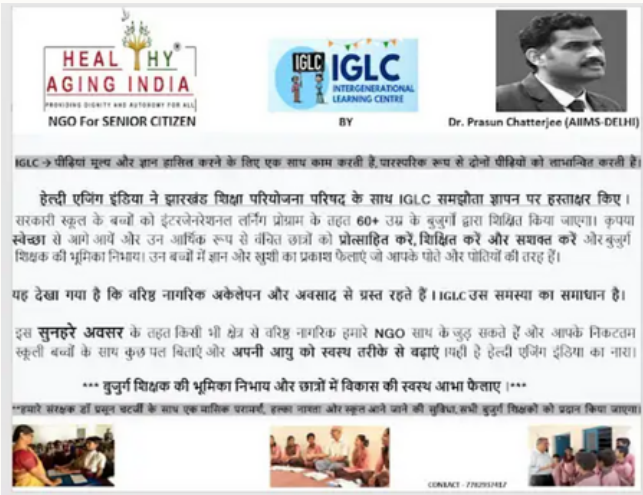 HEALTHY
AGING INDIA
PROVIDING DIGNITY AND AUTONOMY FOR ALL
NGO For SENIOR CITIZEN
IGLC
IGLC
INTERGENERATIONAL
LEARNING CENTRE
BY
Dr. Prasun Chatterjee (AIIMS-DELHI)
IGLC → पीढ़ियां मूल्य और ज्ञान हासिल करने के लिए एक साथ काम करती हैं, पारस्परिक रूप से दोनों पीढ़ियों को लाभान्वित करती हैं।
हेल्दी एजिंग इंडिया ने झारखंड शिक्षा परियोजना परिषद के साथ IGLC समझौता ज्ञापन पर हस्ताक्षर किए ।
सरकारी स्कूल के बच्चों को इंटरजेनरेशनल लर्निंग प्रोग्राम के तहत 60+ उम्र के बुजुर्गों द्वारा शिक्षित किया जाएगा। कृपया
स्वेच्छा से आगे आयें और उन आर्थिक रूप से वंचित छात्रों को प्रोत्साहित करें, शिक्षित करें और सशक्त करें और बुजुर्ग
शिक्षक की भूमिका निभाय। उन बच्चों में ज्ञान और खुशी का प्रकाश फैलाएं जो आपके पोते और पोतियों की तरह हैं।
यह देखा गया है कि वरिष्ठ नागरिक अकेलेपन और अवसाद से ग्रस्त रहते हैं । IGLC उस समस्या का समाधान है।
इस सुनहरे अवसर के तहत किसी भी क्षेत्र से वरिष्ठ नागरिक हमारे NGO साथ के जुड़ सकते हैं और आपके निकटतम
स्कूली बच्चों के साथ कुछ पल बिताएं और अपनी आयु को स्वस्थ तरीके से बढ़ाएं ।यही है हेल्दी एजिंग इंडिया का नारा।
*** बुजुर्ग शिक्षक की भूमिका निभाय और छात्रों में विकास की स्वस्थ आभा फैलाए ।***
**हमारे संरक्षक डॉ प्रसून चटर्जी के साथ एक मासिक परामर्श, हल्का नाश्ता और स्कूल आने जाने की सुविधा, सभी बुजुर्ग शिक्षकों को प्रदान किया जाएगा।
CONTACT - 7782937417